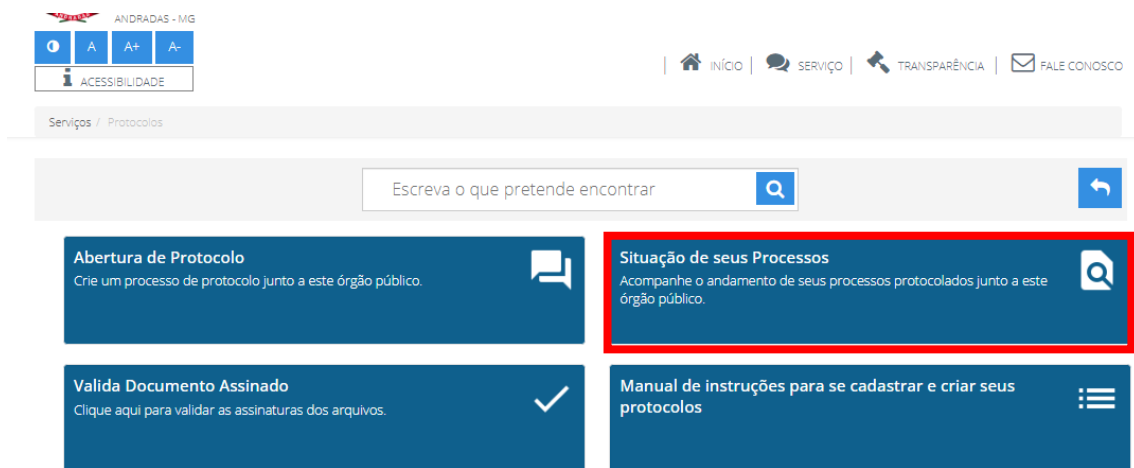 ANDRADAS
ANDRADAS - MG
A A+ A-
ACESSIBILIDADE
| INÍCIO | SERVIÇO | TRANSPARÊNCIA | FALE CONOSCO
Serviços / Protocolos
Escreva o que pretende encontrar
Abertura de Protocolo
Crie um processo de protocolo junto a este órgão público.
Situação de seus Processos
Acompanhe o andamento de seus processos protocolados junto a este
órgão público.
Valida Documento Assinado
Clique aqui para validar as assinaturas dos arquivos.
Manual de instruções para se cadastrar e criar seus
protocolos